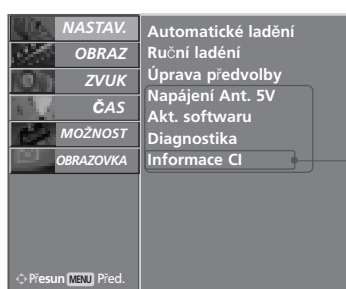 NASTAV.
OBRAZ
ZVUK
ČAS
MOŽNOST
OBRAZOVKA
Automatické ladění
Ruční ladéní
Úprava předvolby
Napájení Ant. 5V
Akt. softwaru
Diagnostika
Informace CI
Přesun MENU Před.